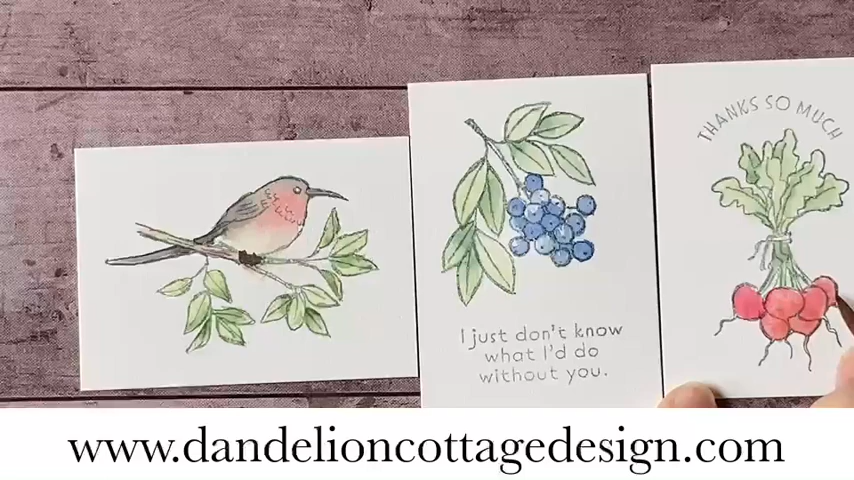 THANKS SO MUCH
I just don't know
what I'd do
without you.
www.dandelioncottagedesign.com